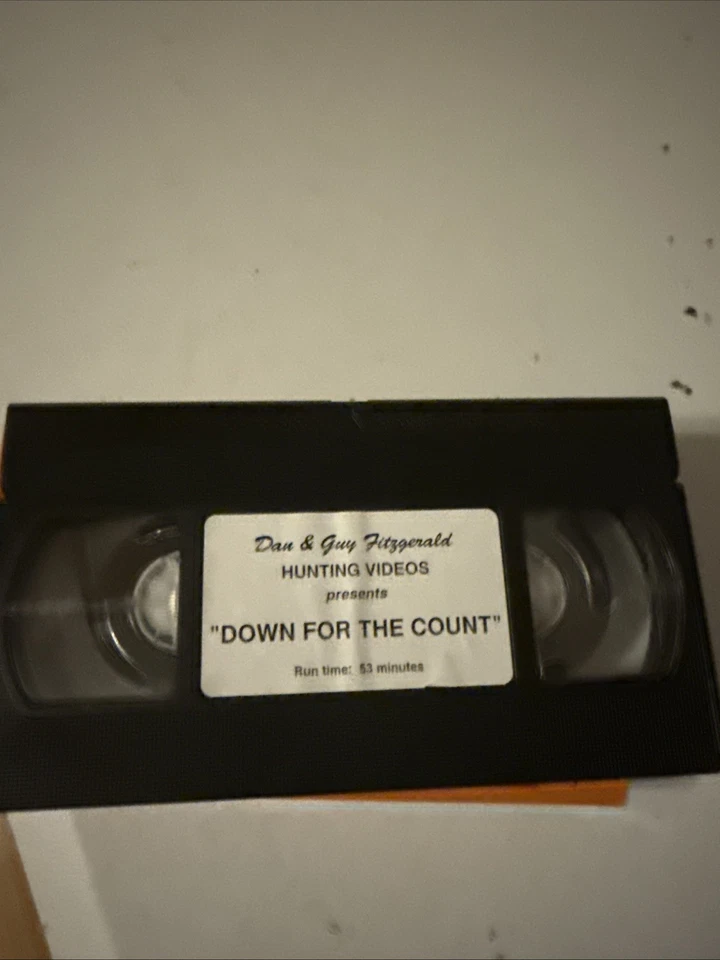 Dan & Guy Fitzgerald
HUNTING VIDEOS
presents
"DOWN FOR THE COUNT"
Run time: 53 minutes